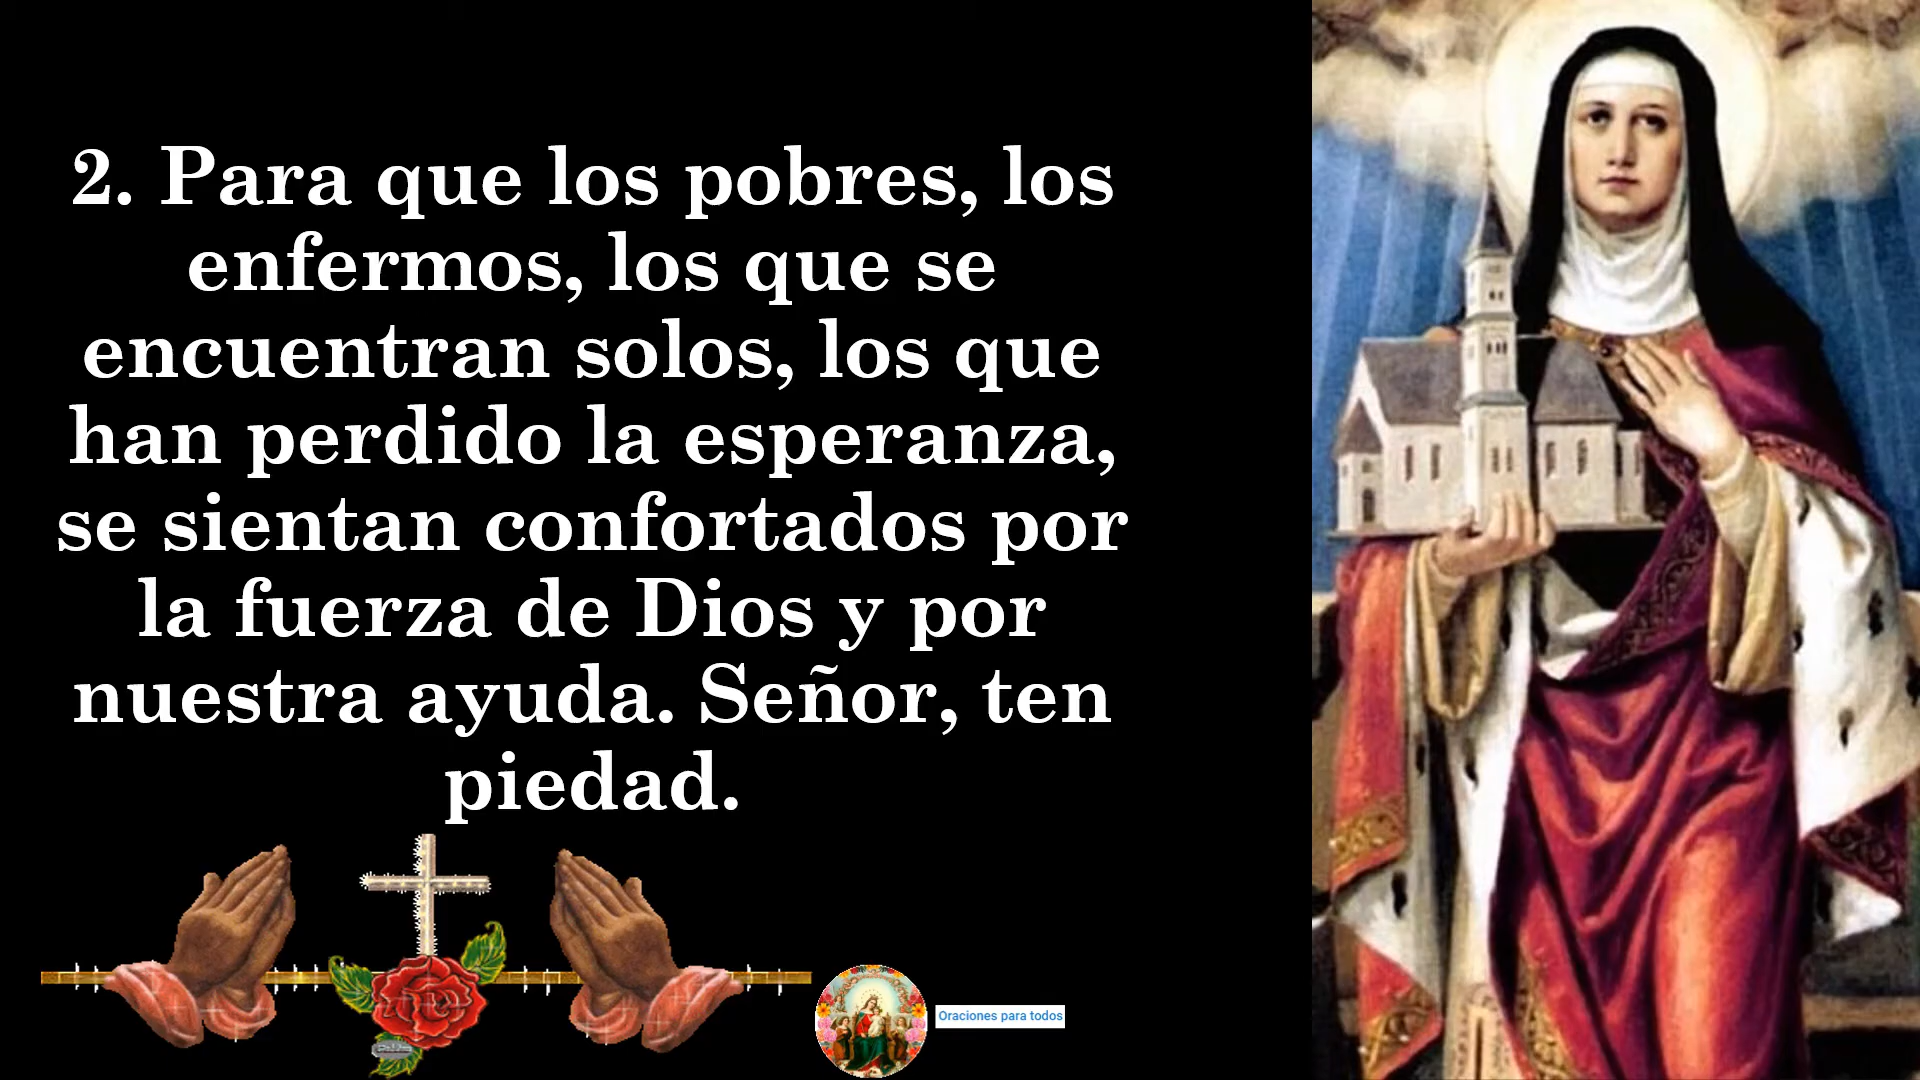 2. Para que los pobres, los
enfermos, los que se
encuentran solos, los que
han perdido la esperanza,
se sientan confortados por
la fuerza de Dios y por
nuestra ayuda. Señor, ten
piedad.
Oraciones para todos